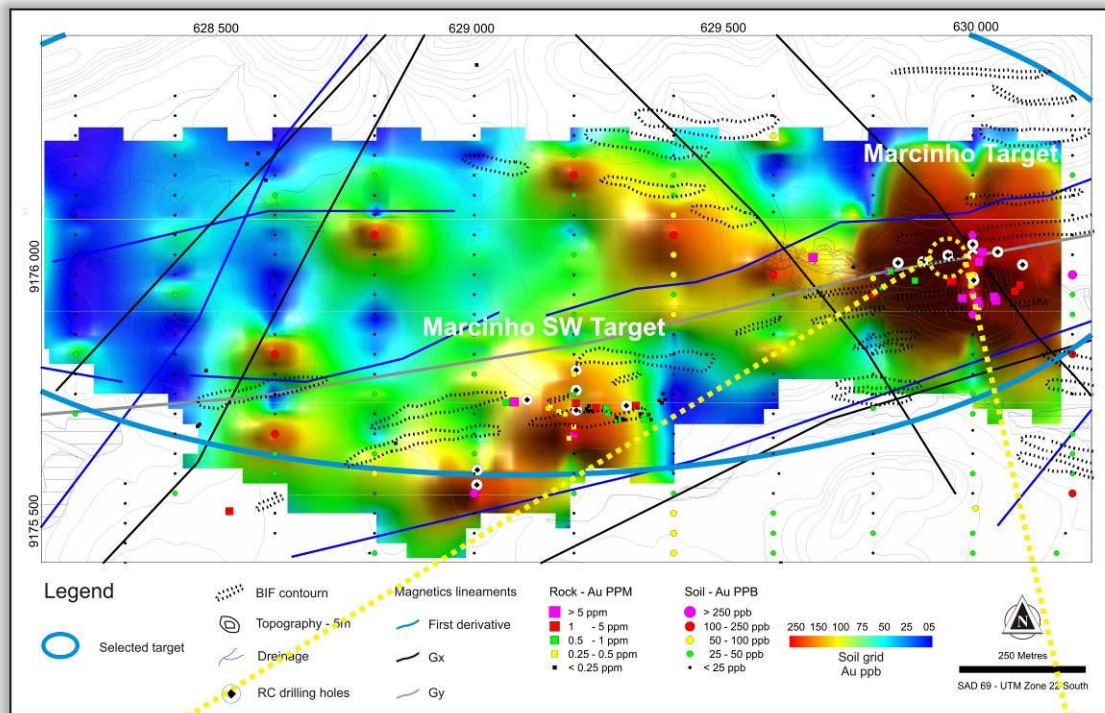 628 500
629 000
629 500
630 000
Marcinho Target
9176 000
Marcinho SW Target
9175 500
Legend
Selected target
BIF contourn
Topography - 5m
Dreinage
RC drilling holes
Magnetics lineaments
First derivative
Gx
Gy
Rock - Au PPM
> 5 ppm
1 - 5 ppm
0.5 - 1 ppm
0.25 - 0.5 ppm
< 0.25 ppm
Soil - Au PPB
> 250 ppb
100 - 250 ppb
50 - 100 ppb
25 - 50 ppb
< 25 ppb
250 150 100 75 50 25 05
Soil grid
Au ppb
N
250 Metres
SAD 69 - UTM Zone 22 South